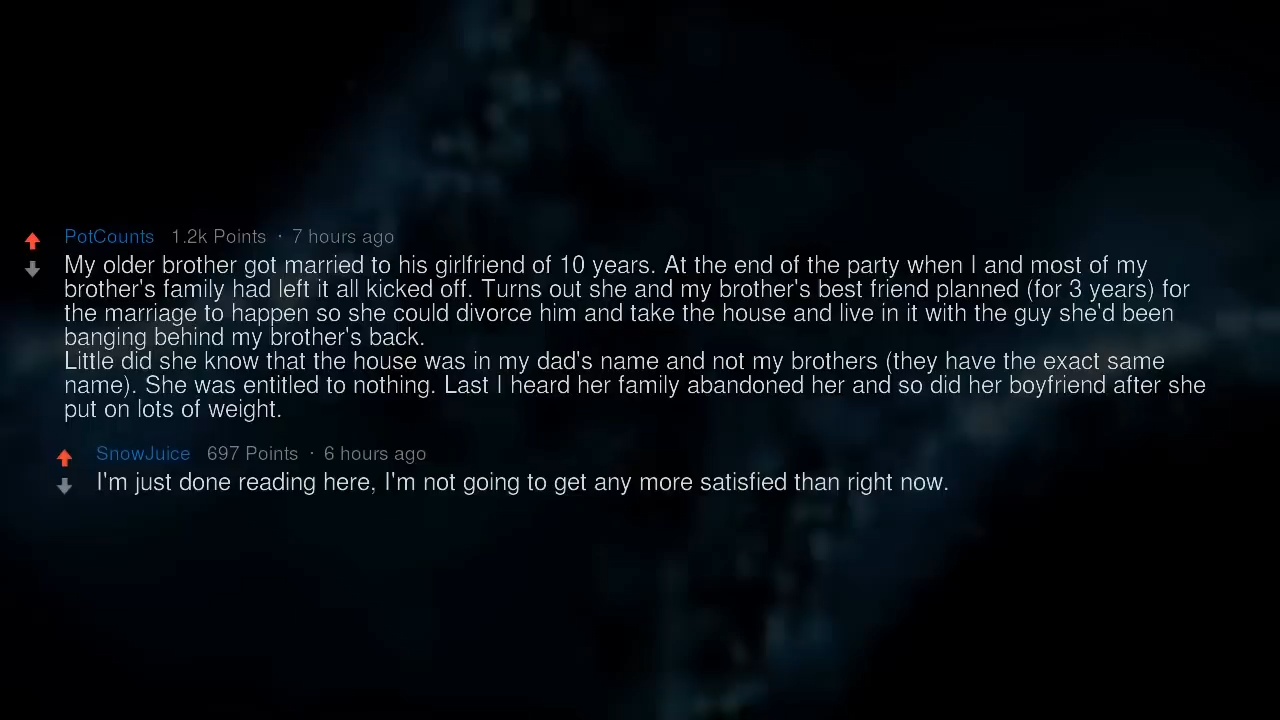 PotCounts 1.2k Points · 7 hours ago
My older brother got married to his girlfriend of 10 years. At the end of the party when I and most of my
brother's family had left it all kicked off. Turns out she and my brother's best friend planned (for 3 years) for
the marriage to happen so she could divorce him and take the house and live in it with the guy she'd been
banging behind my brother's back.
Little did she know that the house was in my dad's name and not my brothers (they have the exact same
name). She was entitled to nothing. Last I heard her family abandoned her and so did her boyfriend after she
put on lots of weight.
SnowJuice 697 Points · 6 hours ago
I'm just done reading here, I'm not going to get any more satisfied than right now.